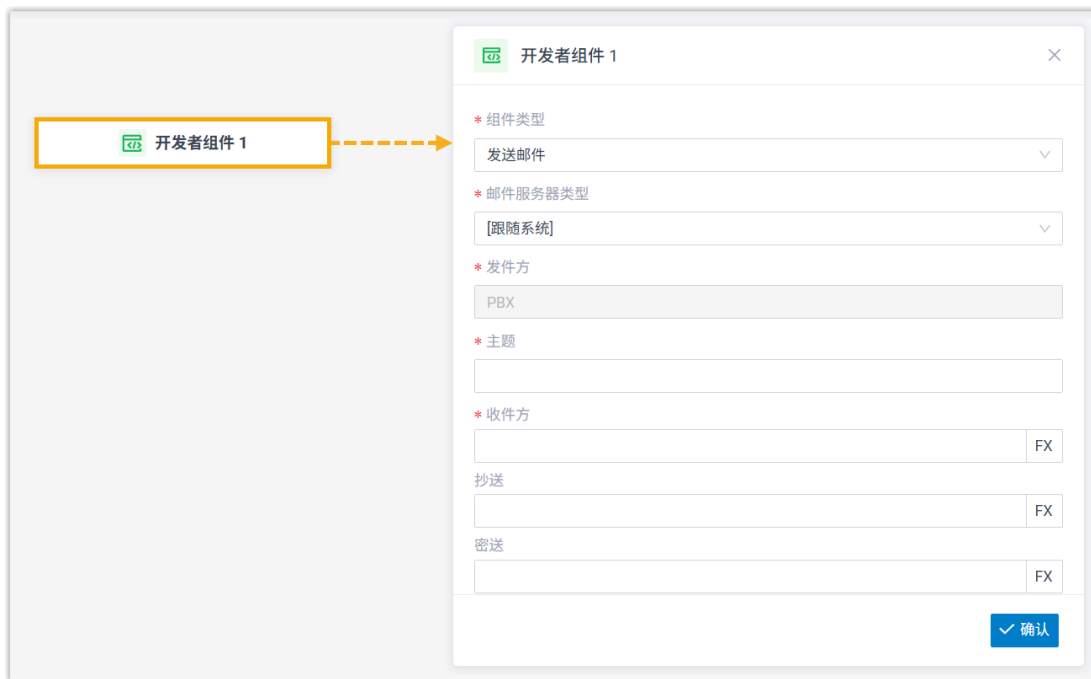 开发者组件 1
开发者组件 1
* 组件类型
发送邮件
* 邮件服务器类型
[跟随系统]
* 发件方
PBX
* 主题
* 收件方
FX
抄送
FX
密送
FX
确认